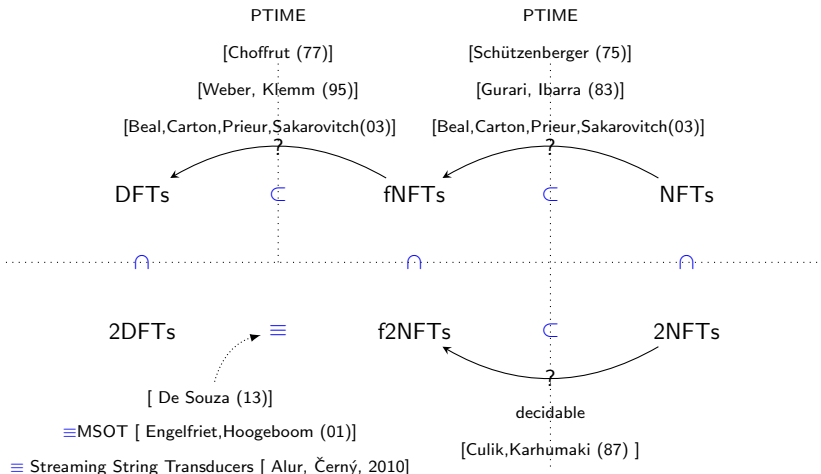 PTIME PTIME
[Choffrut (77)] [Schützenberger (75)]
[Weber, Klemm (95)] [Gurari, Ibarra (83)]
[Beal,Carton,Prieur,Sakarovitch(03)] [Beal,Carton,Prieur,Sakarovitch(03)]
? ?
DFTs ⊂ fNFTs ⊂ NFTs
∩ ∩ ∩
2DFTs ≡ f2NFTs ⊂ 2NFTs
?
[ De Souza (13)]
decidable
≡MSOT [ Engelfriet,Hoogeboom (01)]
[Culik,Karhumaki (87) ]
≡ Streaming String Transducers [ Alur, Černý, 2010]